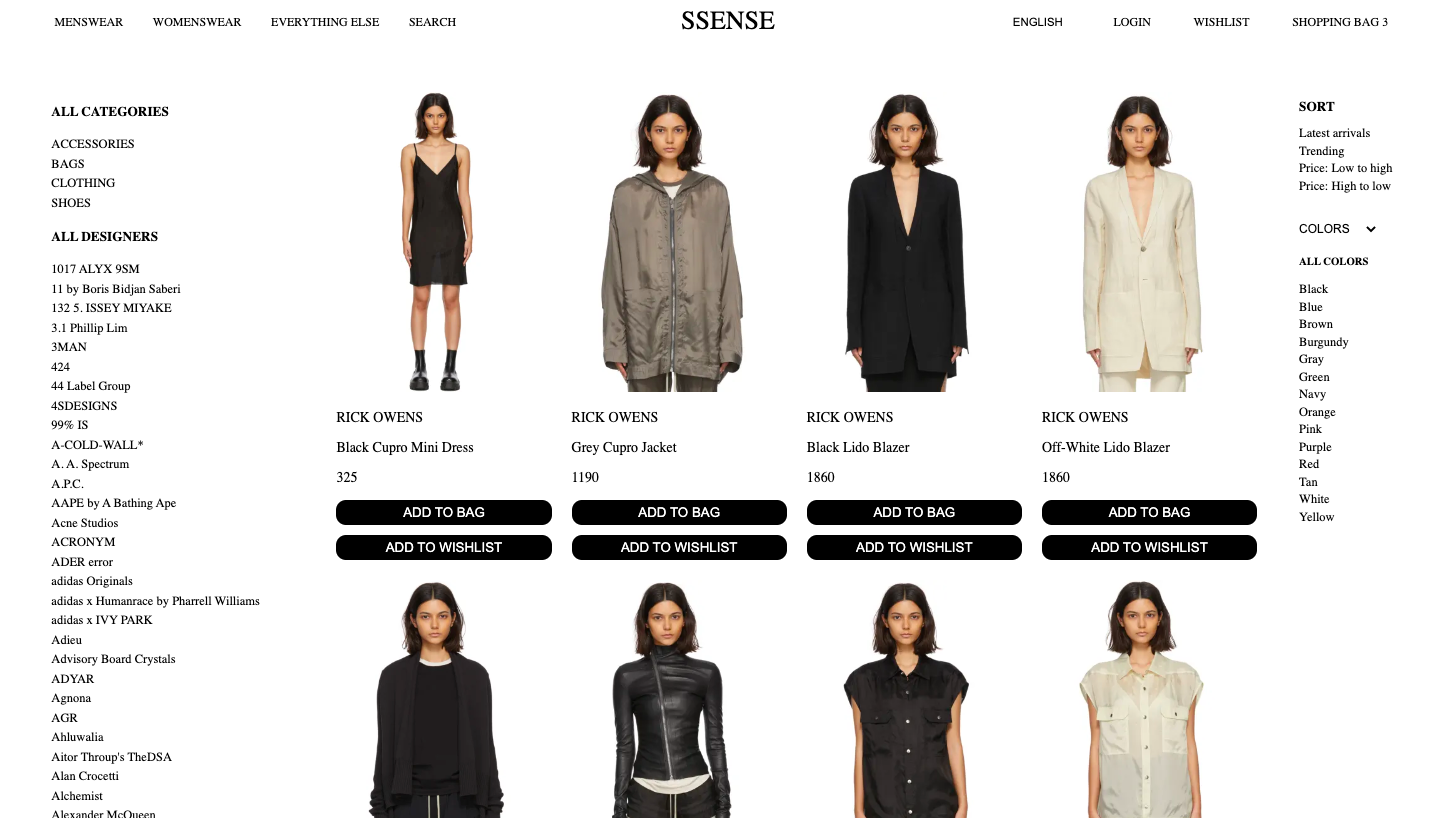 MENSWEAR WOMENSWEAR EVERYTHING ELSE SEARCH SSENSE ENGLISH LOGIN WISHLIST SHOPPING BAG 3
ALL CATEGORIES
ACCESSORIES
BAGS
CLOTHING
SHOES
ALL DESIGNERS
1017 ALYX 9SM
11 by Boris Bidjan Saberi
132 5. ISSEY MIYAKE
3.1 Phillip Lim
3MAN
424
44 Label Group
4SDESIGNS
99% IS
A-COLD-WALL*
A. A. Spectrum
A.P.C.
AAPE by A Bathing Ape
Acne Studios
ACRONYM
ADER error
adidas Originals
adidas x Humanrace by Pharrell Williams
adidas x IVY PARK
Adieu
Advisory Board Crystals
ADYAR
Agnona
AGR
Ahluwalia
Aitor Throup's TheDSA
Alan Crocetti
Alchemist
Alexander McQueen
RICK OWENS
Black Cupro Mini Dress
325
ADD TO BAG
ADD TO WISHLIST
RICK OWENS
Grey Cupro Jacket
1190
ADD TO BAG
ADD TO WISHLIST
RICK OWENS
Black Lido Blazer
1860
ADD TO BAG
ADD TO WISHLIST
RICK OWENS
Off-White Lido Blazer
1860
ADD TO BAG
ADD TO WISHLIST
SORT
Latest arrivals
Trending
Price: Low to high
Price: High to low
COLORS
ALL COLORS
Black
Blue
Brown
Burgundy
Gray
Green
Navy
Orange
Pink
Purple
Red
Tan
White
Yellow